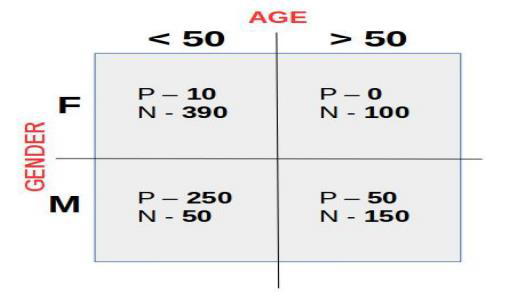 AGE
< 50 > 50
F
P – 10
N - 390
P – 0
N - 100
GENDER
M
P – 250
N - 50
P – 50
N - 150